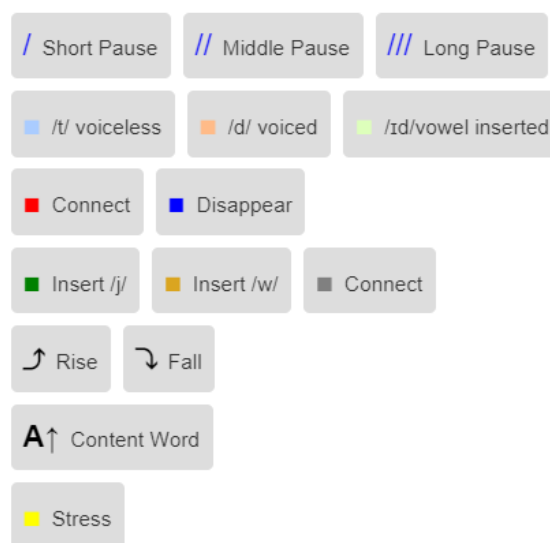 / Short Pause // Middle Pause /// Long Pause
/t/ voiceless /d/ voiced /ɪd/vowel inserted
Connect Disappear
Insert /j/ Insert /w/ Connect
Rise Fall
A↑ Content Word
Stress